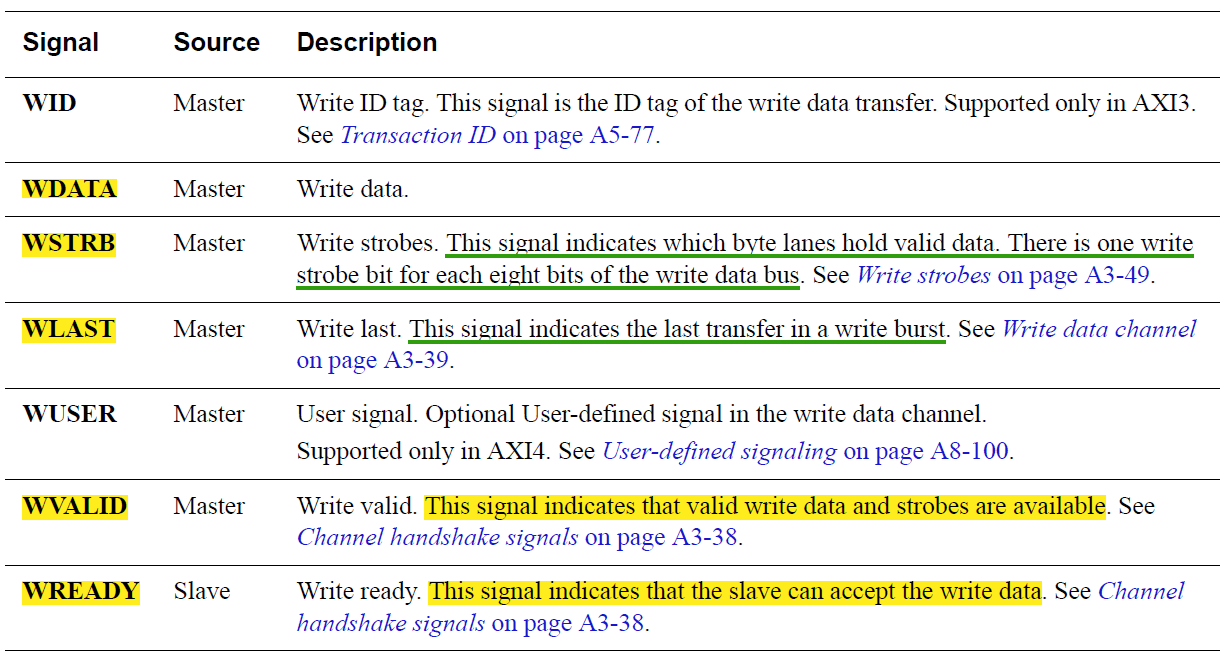 Signal Source Description
WID Master Write ID tag. This signal is the ID tag of the write data transfer. Supported only in AXI3.
See Transaction ID on page A5-77.
WDATA Master Write data.
WSTRB Master Write strobes. This signal indicates which byte lanes hold valid data. There is one write
strobe bit for each eight bits of the write data bus. See Write strobes on page A3-49.
WLAST Master Write last. This signal indicates the last transfer in a write burst. See Write data channel
on page A3-39.
WUSER Master User signal. Optional User-defined signal in the write data channel.
Supported only in AXI4. See User-defined signaling on page A8-100.
WVALID Master Write valid. This signal indicates that valid write data and strobes are available. See
Channel handshake signals on page A3-38.
WREADY Slave Write ready. This signal indicates that the slave can accept the write data. See Channel
handshake signals on page A3-38.